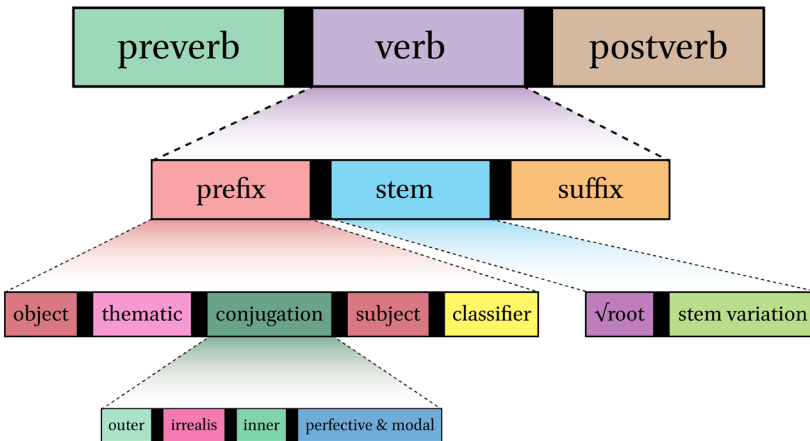 preverb verb postverb
prefix stem suffix
object thematic conjugation subject classifier √root stem variation
outer irrealis inner perfective & modal